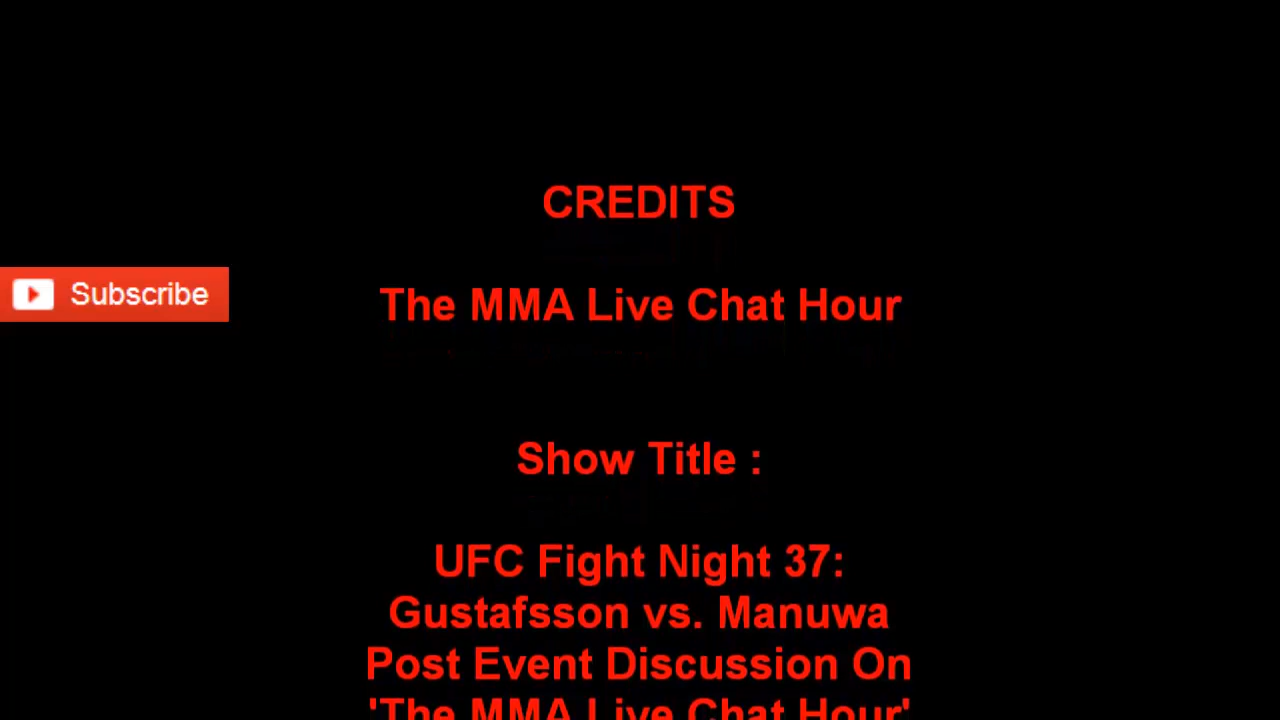 CREDITS
Subscribe
The MMA Live Chat Hour
Show Title :
UFC Fight Night 37:
Gustafsson vs. Manuwa
Post Event Discussion On
'The MMA Live Chat Hour'